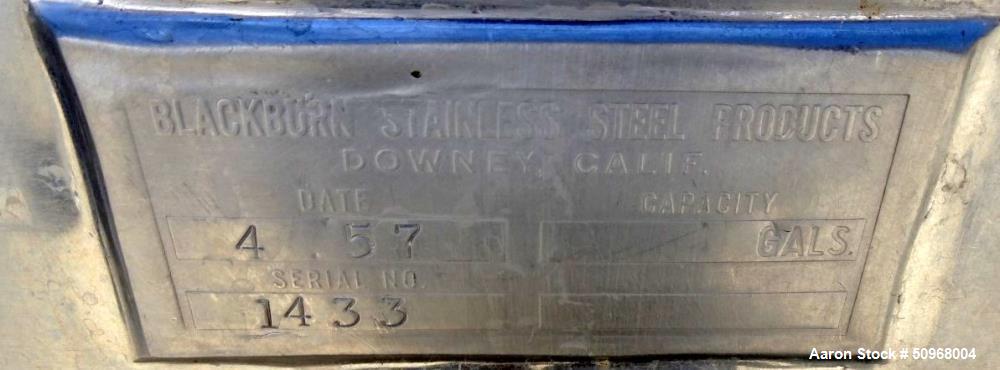 BLACKBURN STAINLESS STEEL PRODUCTS
DOWNEY, CALIF.
DATE CAPACITY
4 57 GALS.
SERIAL NO.
1433
Aaron Stock # 50968004